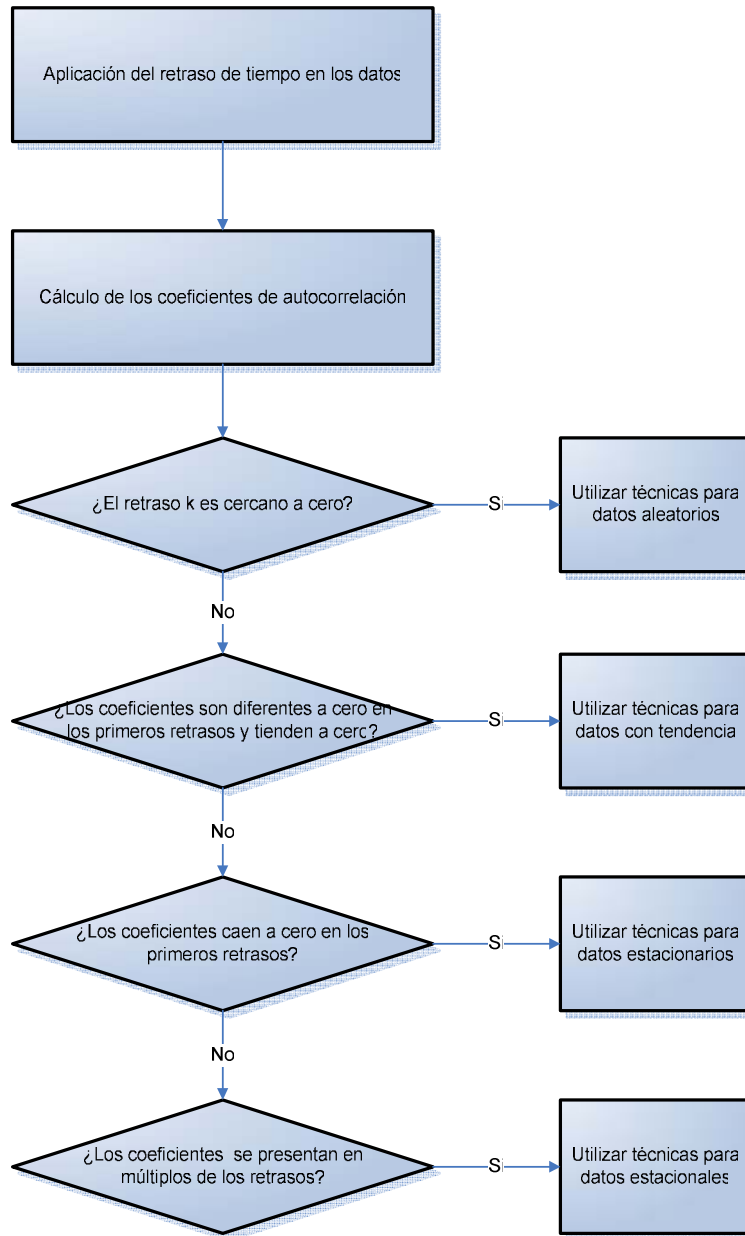 Aplicación del retraso de tiempo en los datos
Cálculo de los coeficientes de autocorrelación
¿El retraso k es cercano a cero?
Si
Utilizar técnicas para
datos aleatorios
No
¿Los coeficientes son diferentes a cero en
los primeros retrasos y tienden a cero?
Si
Utilizar técnicas para
datos con tendencia
No
¿Los coeficientes caen a cero en los
primeros retrasos?
Si
Utilizar técnicas para
datos estacionarios
No
¿Los coeficientes se presentan en
múltiplos de los retrasos?
Si
Utilizar técnicas para
datos estacionales